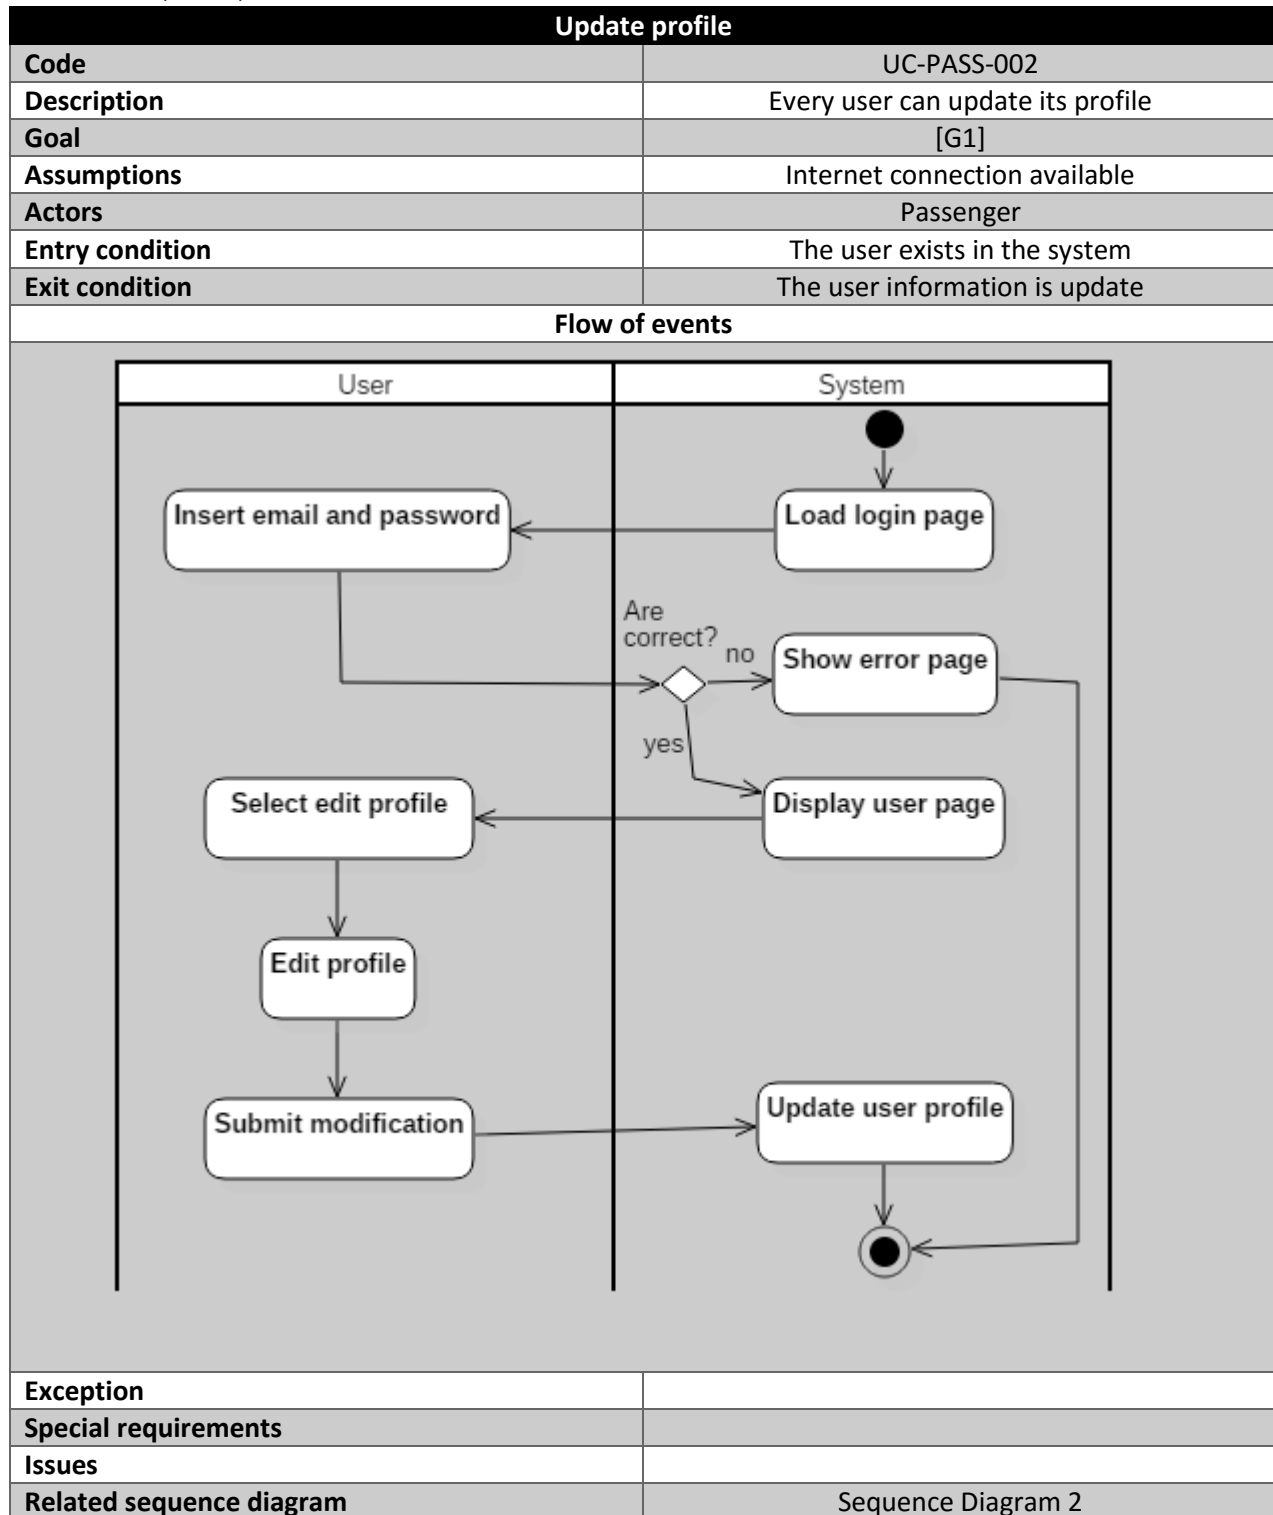 Update profile
Code UC-PASS-002
Description Every user can update its profile
Goal [G1]
Assumptions Internet connection available
Actors Passenger
Entry condition The user exists in the system
Exit condition The user information is update
Flow of events
User System
Insert email and password Load login page
Are
correct?
no Show error page
yes
Select edit profile Display user page
Edit profile
Submit modification Update user profile
Exception
Special requirements
Issues
Related sequence diagram Sequence Diagram 2